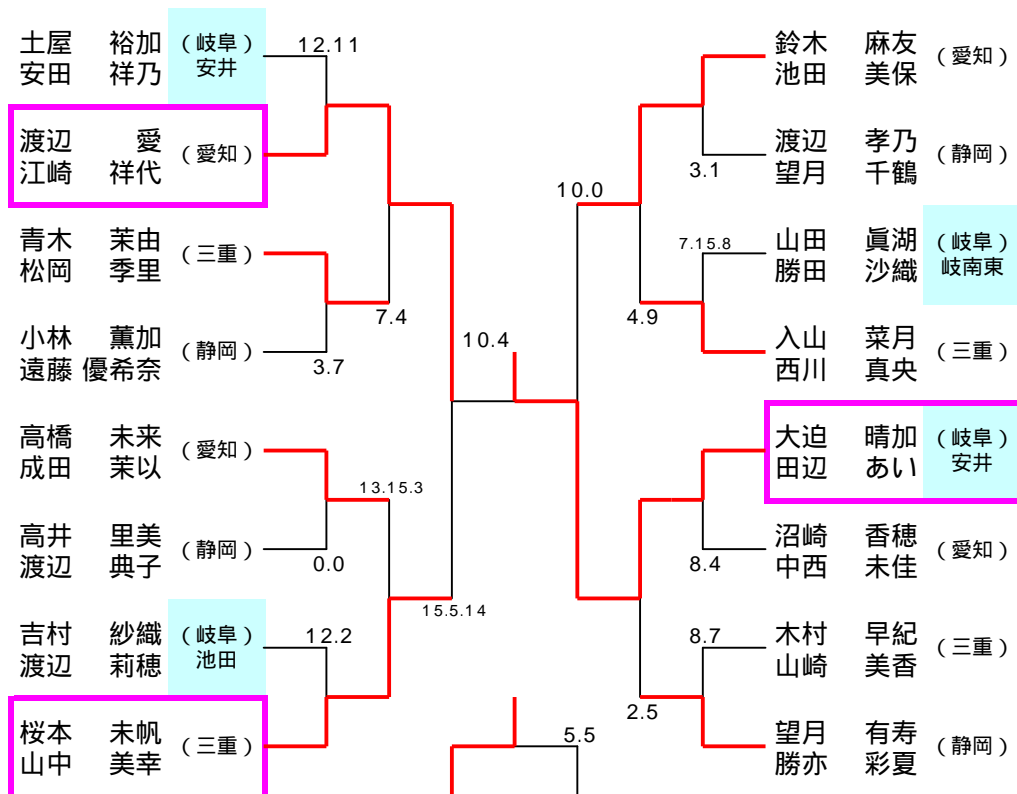 土屋 裕加 (岐阜)
安田 祥乃 安井
12.11
渡辺 愛 (愛知)
江崎 祥代
青木 茉由 (三重)
松岡 季里
7.4
小林 薫加 (静岡)
遠藤 優希奈
3.7
10.4
高橋 未来 (愛知)
成田 茉以
13.15.3
高井 里美 (静岡)
渡辺 典子
0.0
15.5.14
吉村 紗織 (岐阜)
渡辺 莉穂 池田
12.2
桜本 未帆 (三重)
山中 美幸
鈴木 麻友 (愛知)
池田 美保
渡辺 孝乃 (静岡)
望月 千鶴
3.1
10.0
山田 眞湖 (岐阜)
勝田 沙織 岐南東
7.15.8
4.9
入山 菜月 (三重)
西川 真央
大迫 晴加 (岐阜)
田辺 あい 安井
沼崎 香穂 (愛知)
中西 未佳
8.4
木村 早紀 (三重)
山崎 美香
8.7
2.5
望月 有寿 (静岡)
勝亦 彩夏
5.5